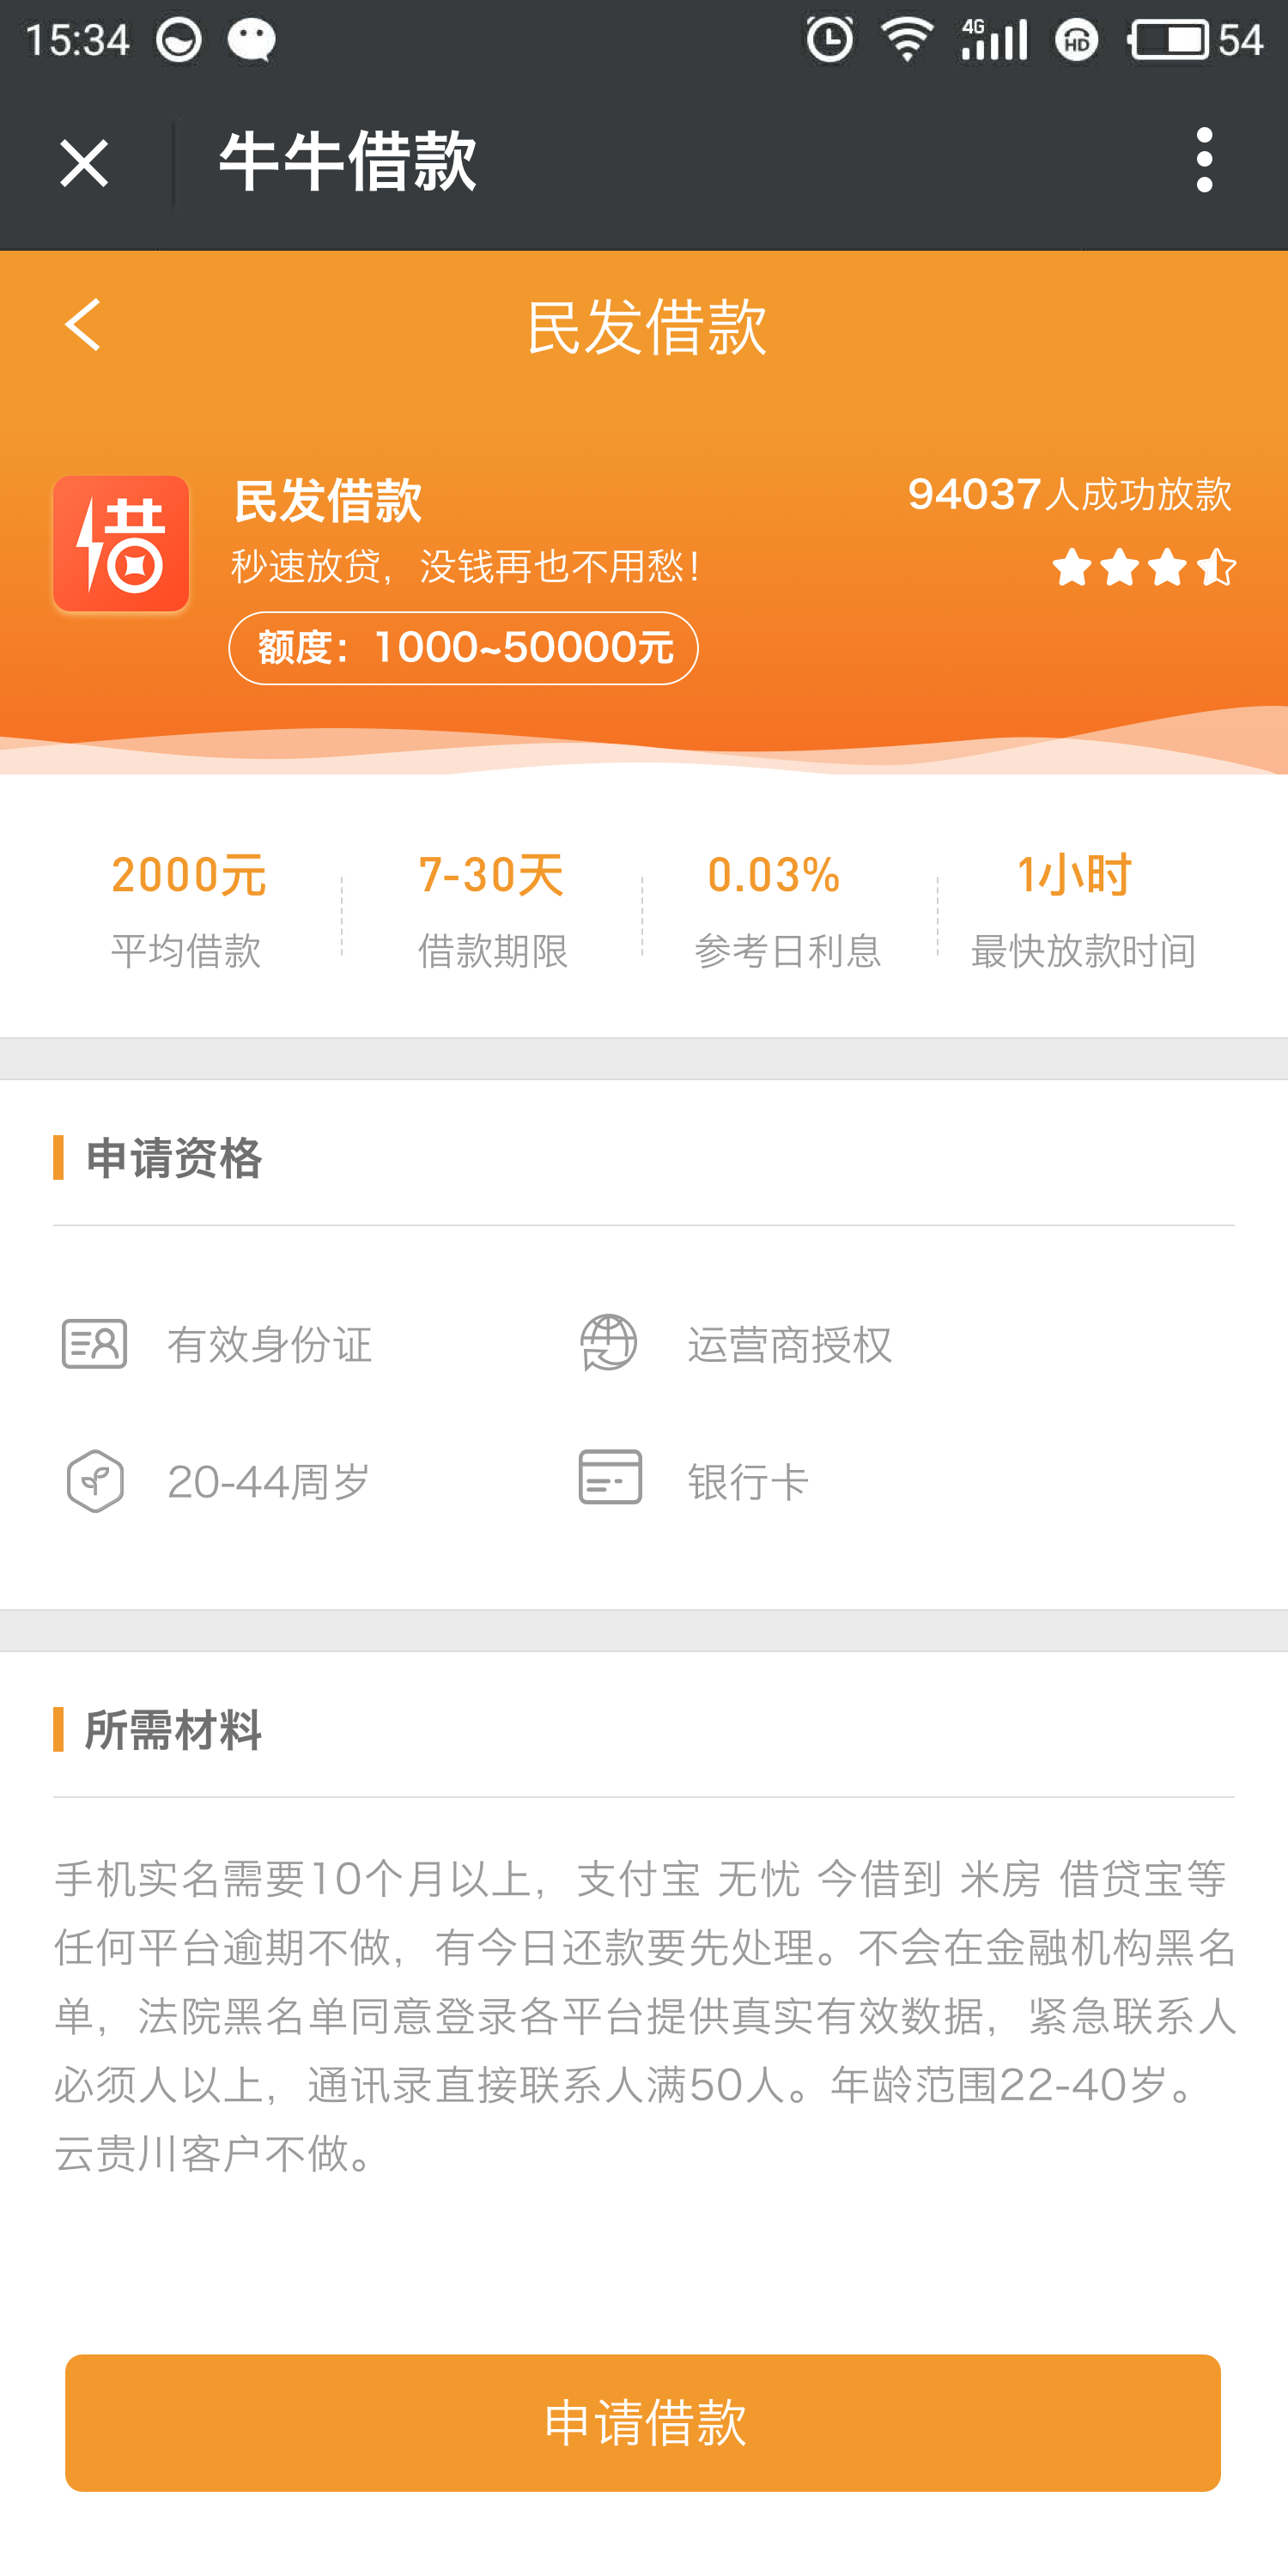 15:34
4G
HD
54
牛牛借款
民发借款
借
民发借款
94037人成功放款
秒速放贷，没钱再也不用愁！
额度：1000~50000元
2000元 7-30天 0.03% 1小时
平均借款 借款期限 参考日利息 最快放款时间
申请资格
有效身份证 运营商授权
20-44周岁 银行卡
所需材料
手机实名需要10个月以上，支付宝 无忧 今借到 米房 借贷宝等
任何平台逾期不做，有今日还款要先处理。不会在金融机构黑名
单，法院黑名单同意登录各平台提供真实有效数据，紧急联系人
必须人以上，通讯录直接联系人满50人。年龄范围22-40岁。
云贵川客户不做。
申请借款